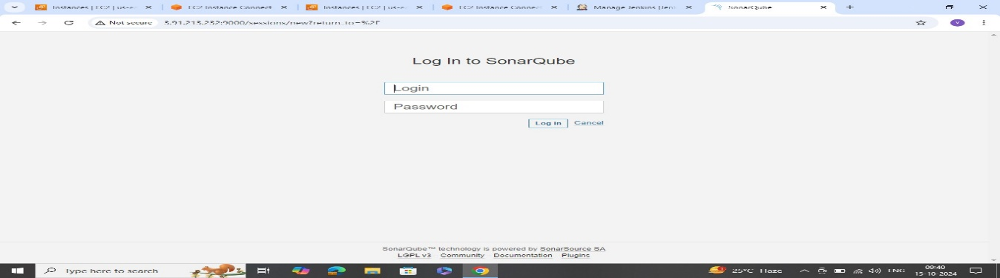 Instances | EC2 | us-e
EC2 Instance Connect
Instances | EC2 | us-e
EC2 Instance Connect
Manage Jenkins [Jen
SonarQube
Not secure
3.91.213.232:9000/sessions/new?return_to=%2F
V
Log In to SonarQube
Login
Password
Log in Cancel
SonarQube™ technology is powered by SonarSource SA
LGPL v3 Community Documentation Plugins
Type here to search
25°C Haze
ENG
09:40
15-10-2024